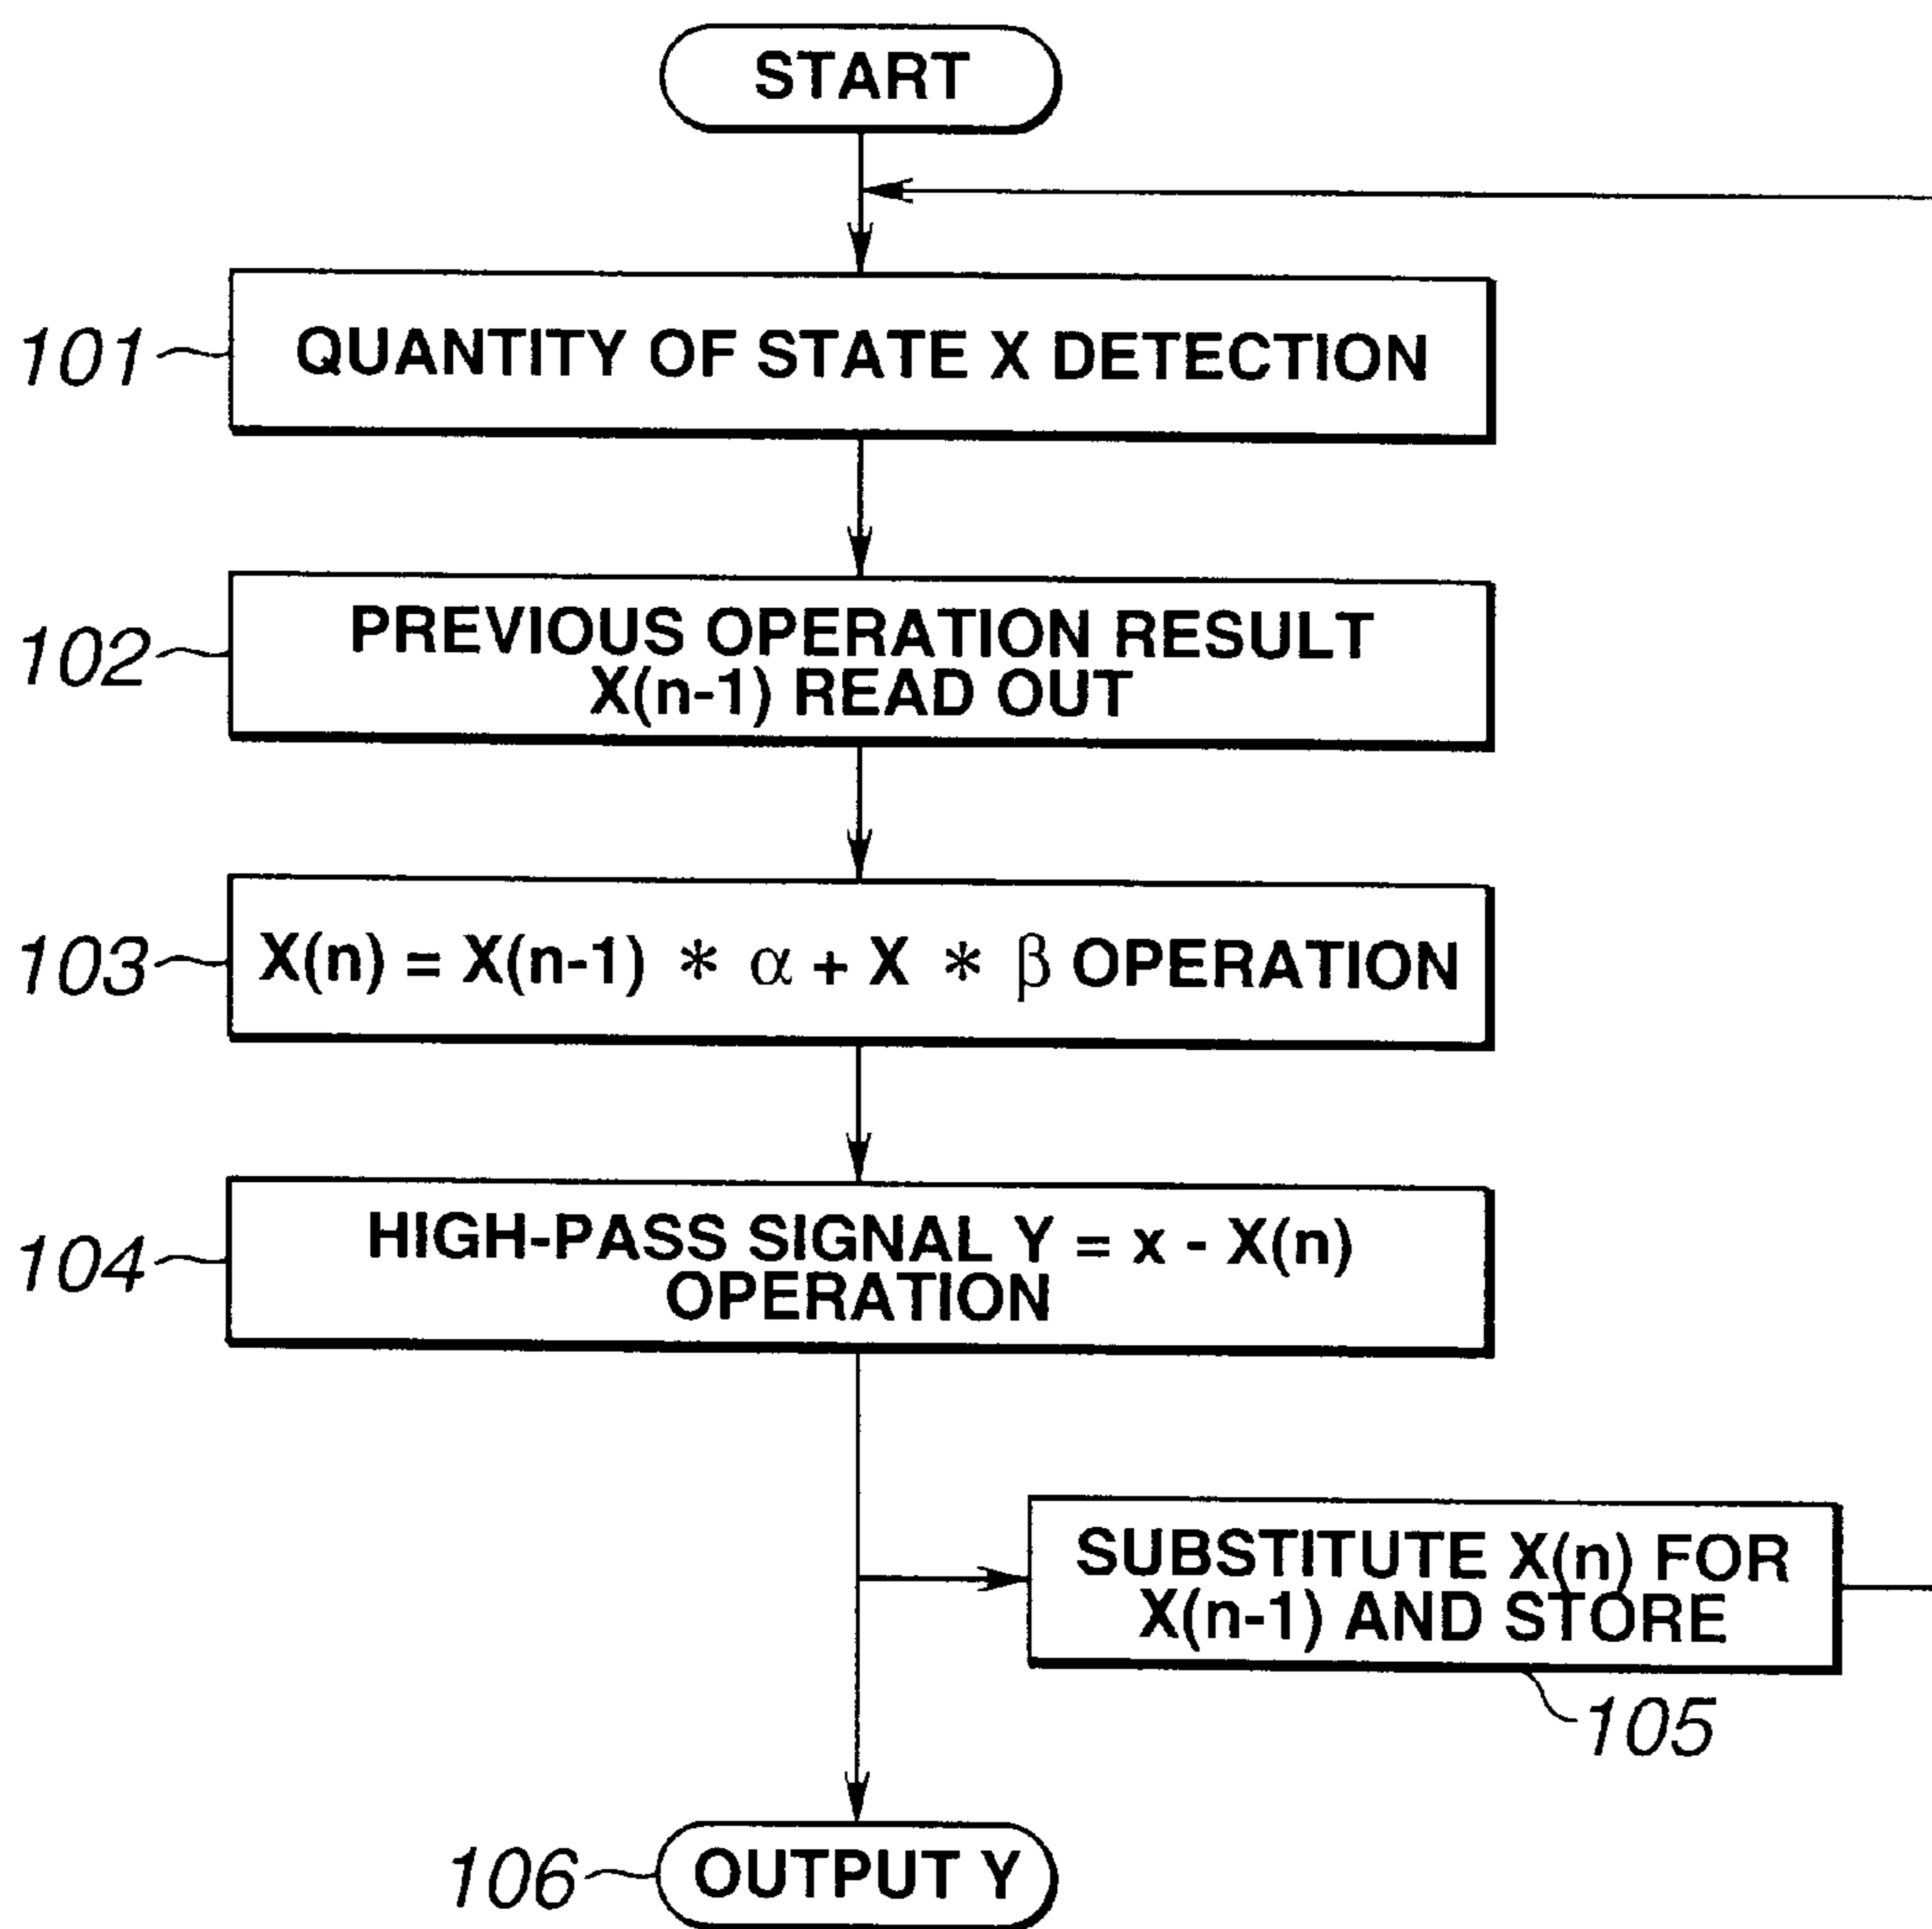 START
101
QUANTITY OF STATE X DETECTION
102
PREVIOUS OPERATION RESULT
X(n-1) READ OUT
103
X(n) = X(n-1) * α + X * β OPERATION
104
HIGH-PASS SIGNAL Y = x - X(n)
OPERATION
SUBSTITUTE X(n) FOR
X(n-1) AND STORE
105
106
OUTPUT Y